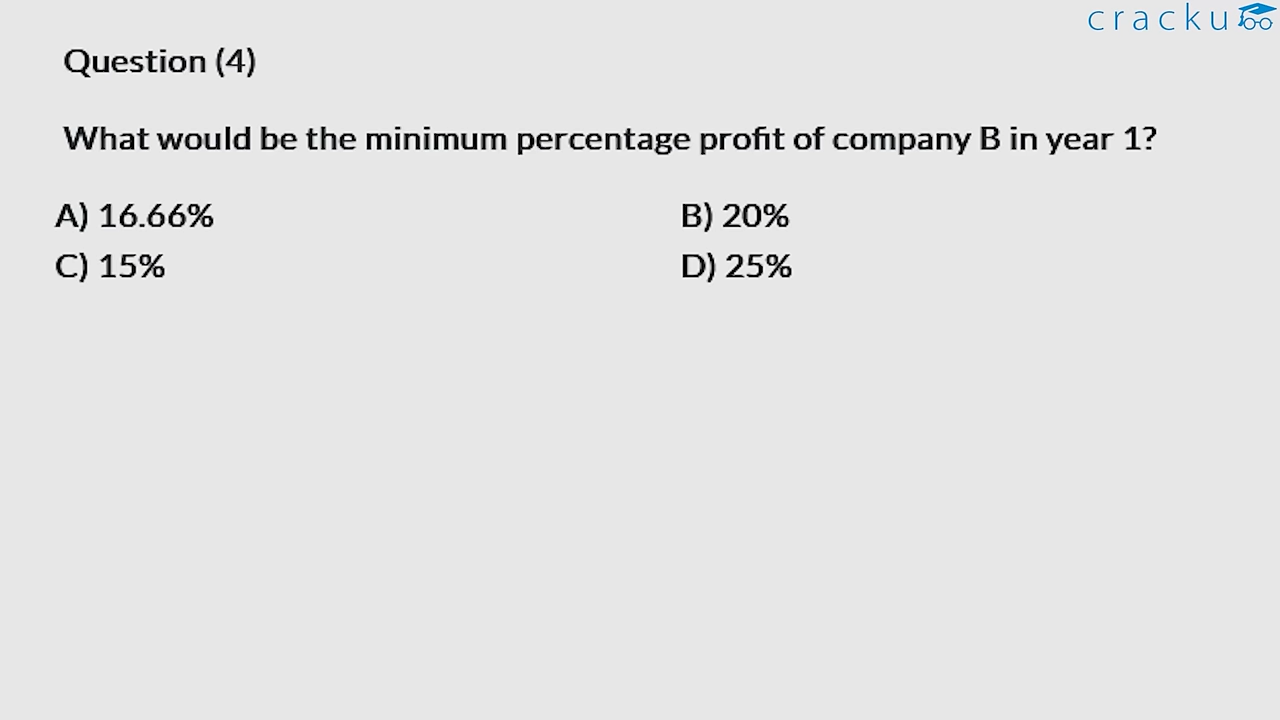 cracku
Question (4)
What would be the minimum percentage profit of company B in year 1?
A) 16.66%
B) 20%
C) 15%
D) 25%